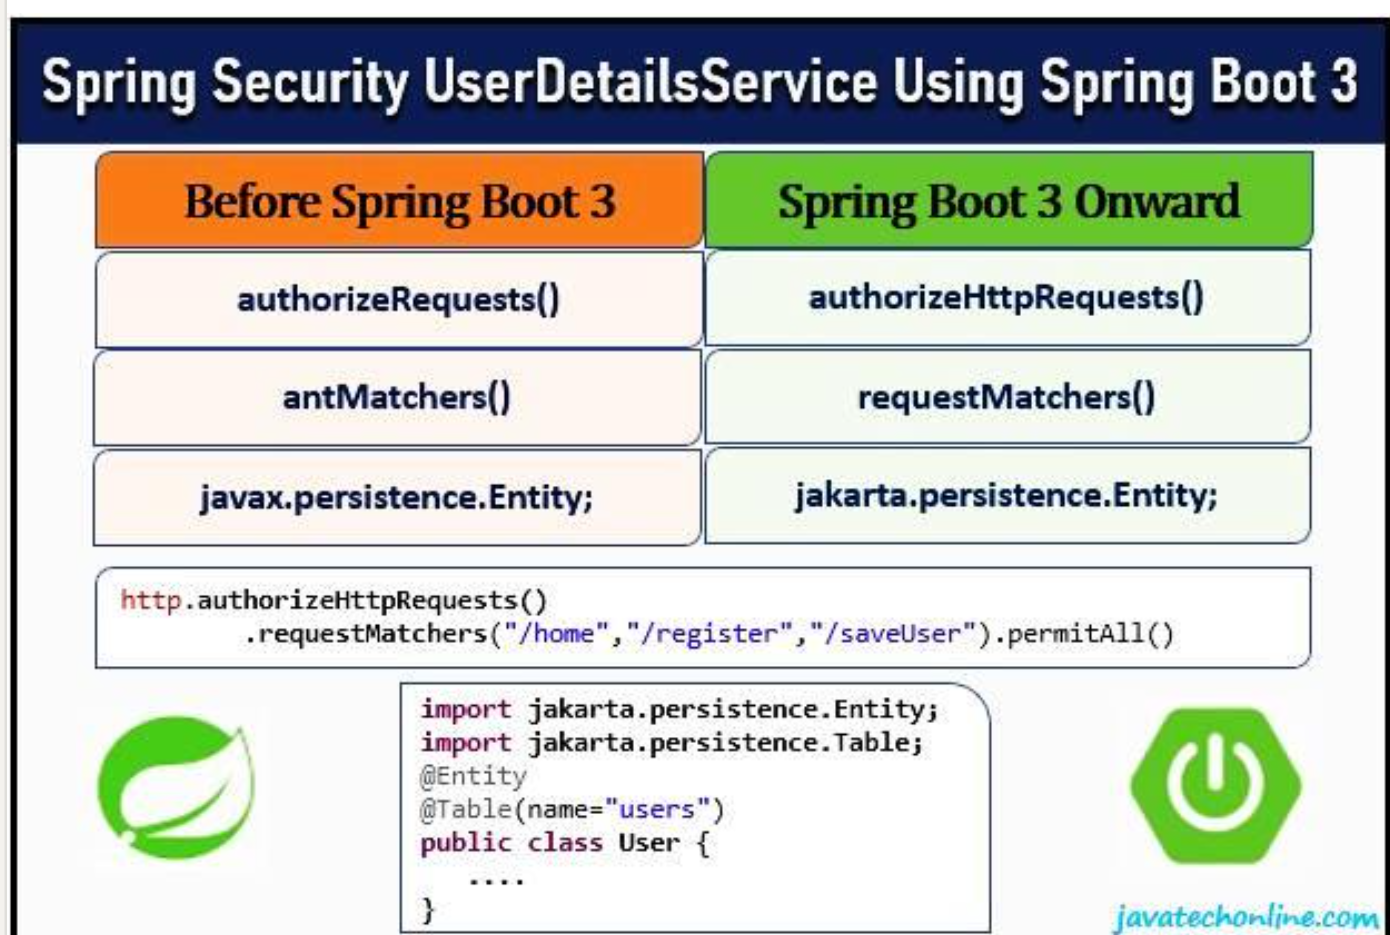 Spring Security UserDetailsService Using Spring Boot 3
Before Spring Boot 3
Spring Boot 3 Onward
authorizeRequests()
authorizeHttpRequests()
antMatchers()
requestMatchers()
javax.persistence.Entity;
jakarta.persistence.Entity;
http.authorizeHttpRequests()
.requestMatchers("/home","/register","/saveUser").permitAll()
import jakarta.persistence.Entity;
import jakarta.persistence.Table;
@Entity
@Table(name="users")
public class User {
....
}
javatechonline.com